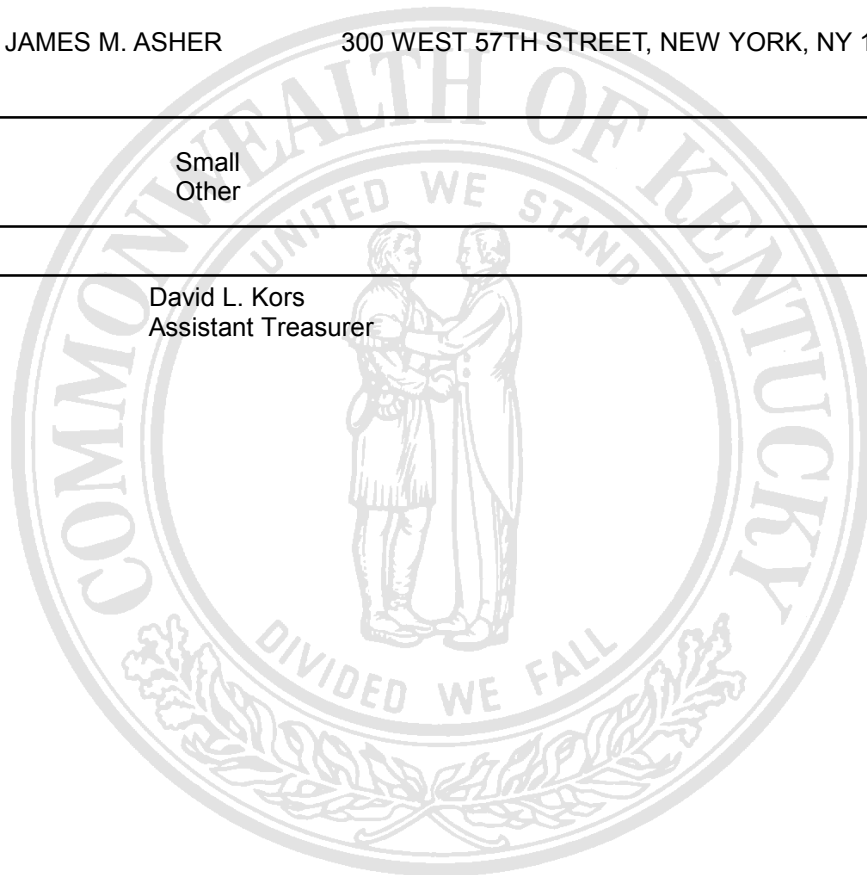 JAMES M. ASHER 300 WEST 57TH STREET, NEW YORK, NY 1
Small
Other
David L. Kors
Assistant Treasurer
COMMONWEALTH OF KENTUCKY
UNITED WE STAND
DIVIDED WE FALL